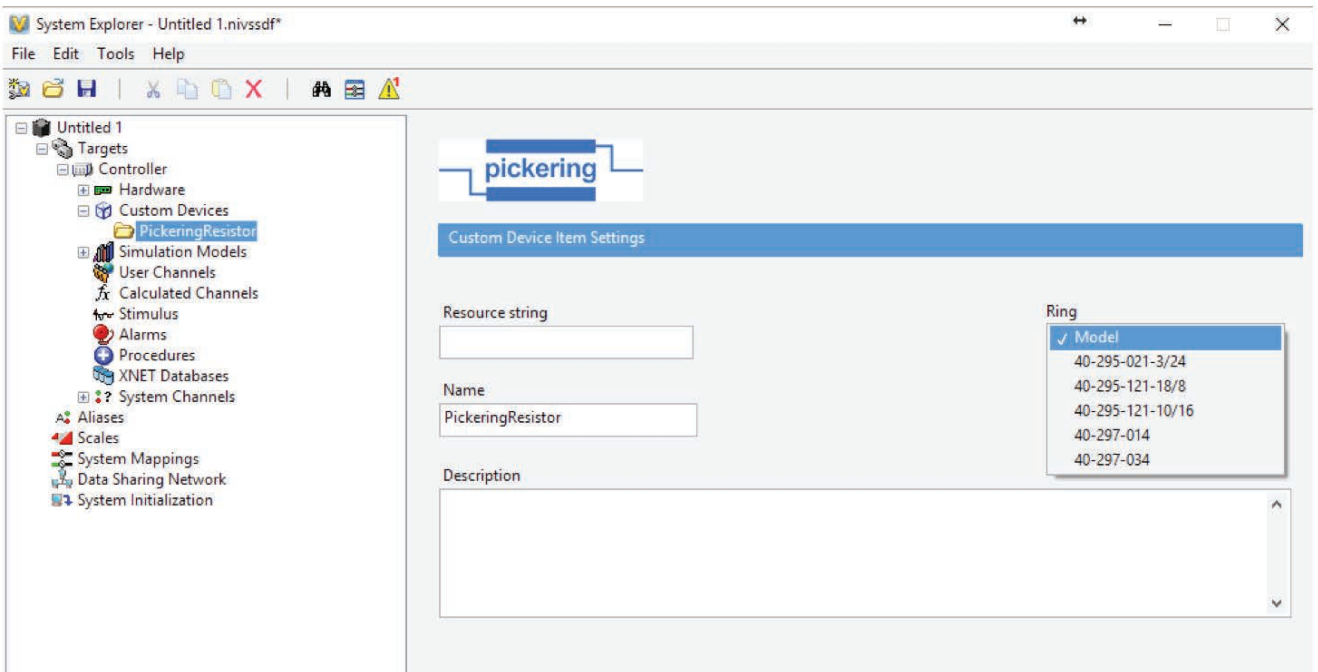 System Explorer - Untitled 1.nivssdf*
File Edit Tools Help
Untitled 1
Targets
Controller
Hardware
Custom Devices
PickeringResistor
Simulation Models
User Channels
fx Calculated Channels
Stimulus
Alarms
Procedures
XNET Databases
System Channels
Aliases
Scales
System Mappings
Data Sharing Network
System Initialization
pickering
Custom Device Item Settings
Resource string
Name
PickeringResistor
Description
Ring
✓ Model
40-295-021-3/24
40-295-121-18/8
40-295-121-10/16
40-297-014
40-297-034